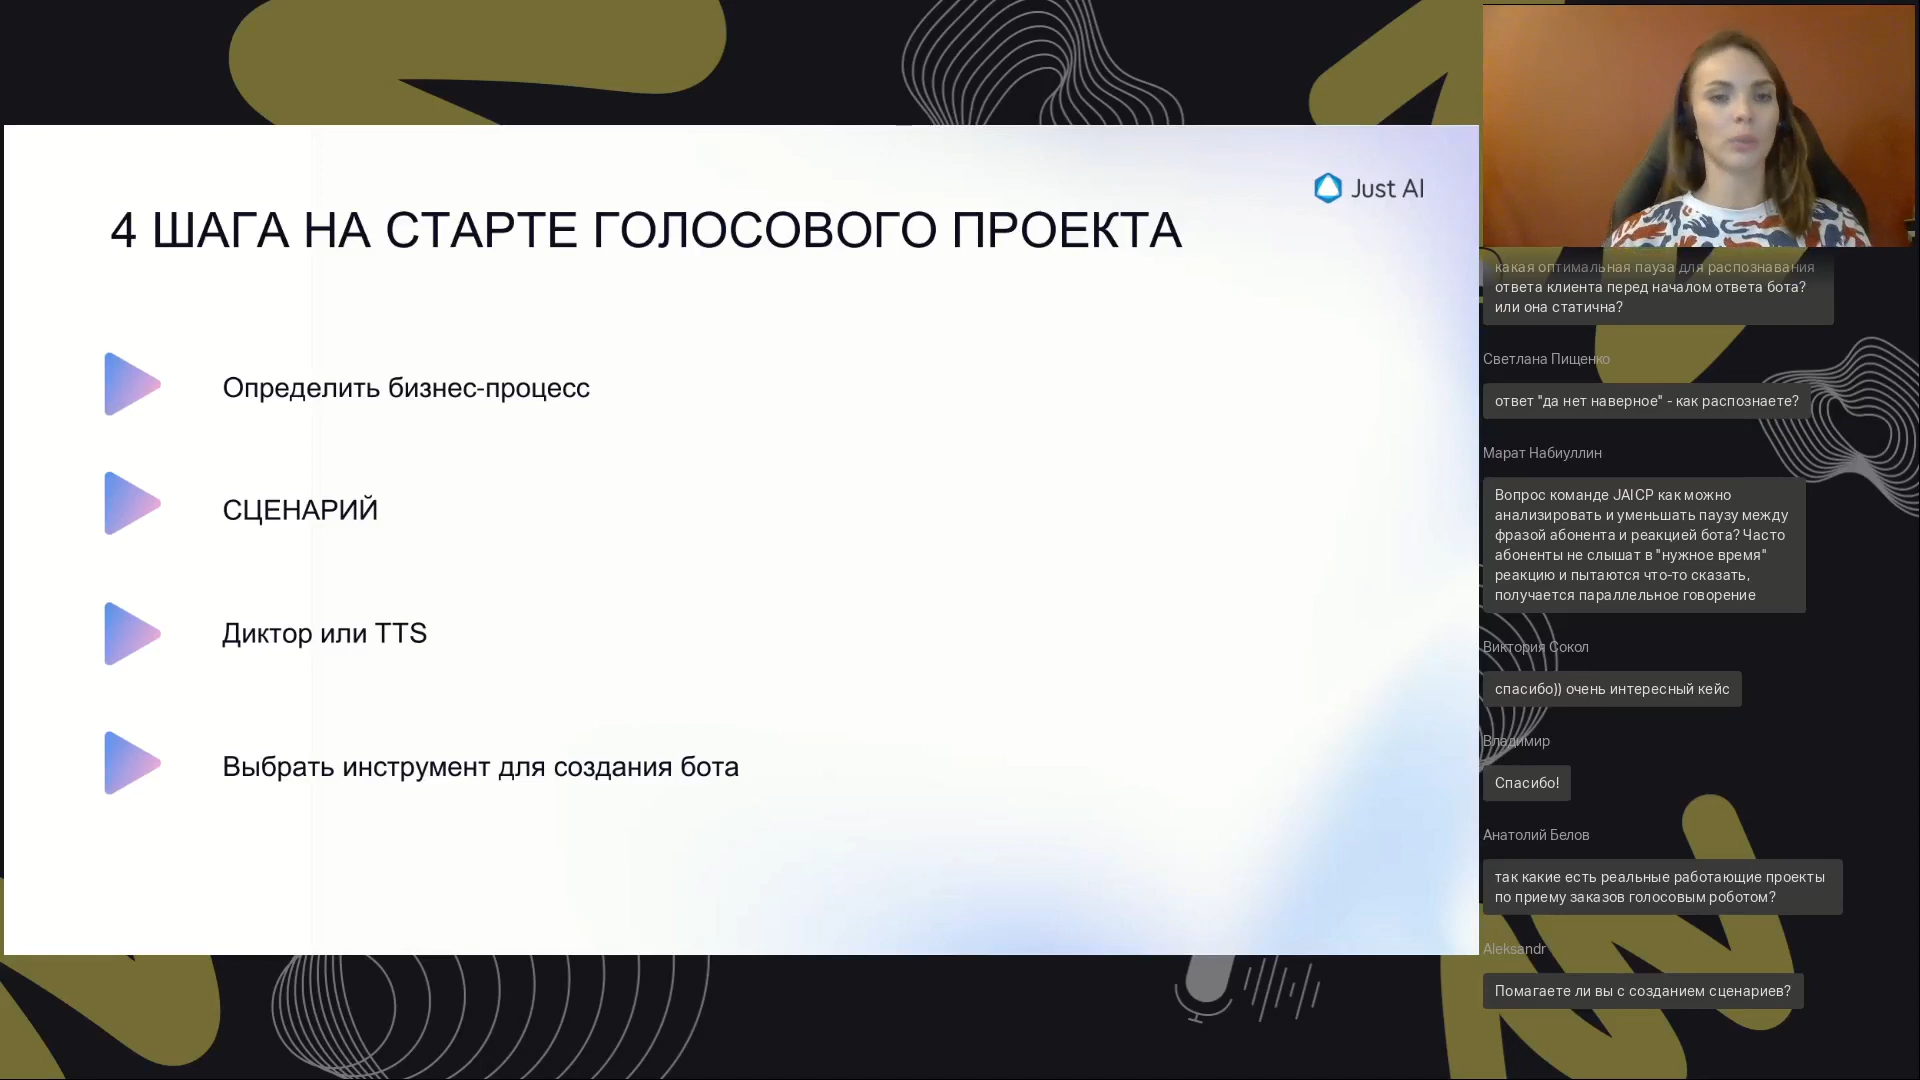 Just AI
4 ШАГА НА СТАРТЕ ГОЛОСОВОГО ПРОЕКТА
Определить бизнес-процесс
СЦЕНАРИЙ
Диктор или TTS
Выбрать инструмент для создания бота
какая оптимальная пауза для распознавания
ответа клиента перед началом ответа бота?
или она статична?
Светлана Пищенко
ответ "да нет наверное" - как распознаете?
Марат Набиуллин
Вопрос команде JAICP как можно
анализировать и уменьшать паузу между
фразой абонента и реакцией бота? Часто
абоненты не слышат в "нужное время"
реакцию и пытаются что-то сказать,
получается параллельное говорение
Виктория Сокол
спасибо)) очень интересный кейс
Владимир
Спасибо!
Анатолий Белов
так какие есть реальные работающие проекты
по приему заказов голосовым роботом?
Aleksandr
Помагаете ли вы с созданием сценариев?